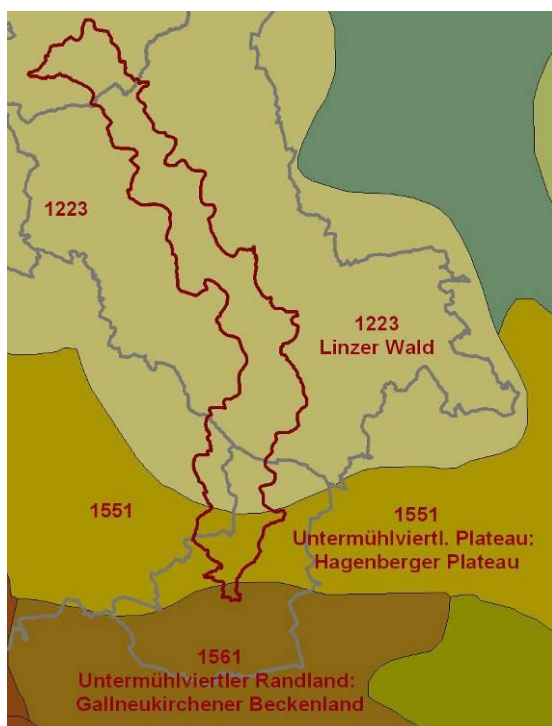 1223
1223
Linzer Wald
1551
1551
Untermühlviertl. Plateau:
Hagenberger Plateau
1561
Untermühlviertler Randland:
Gallneukirchener Beckenland